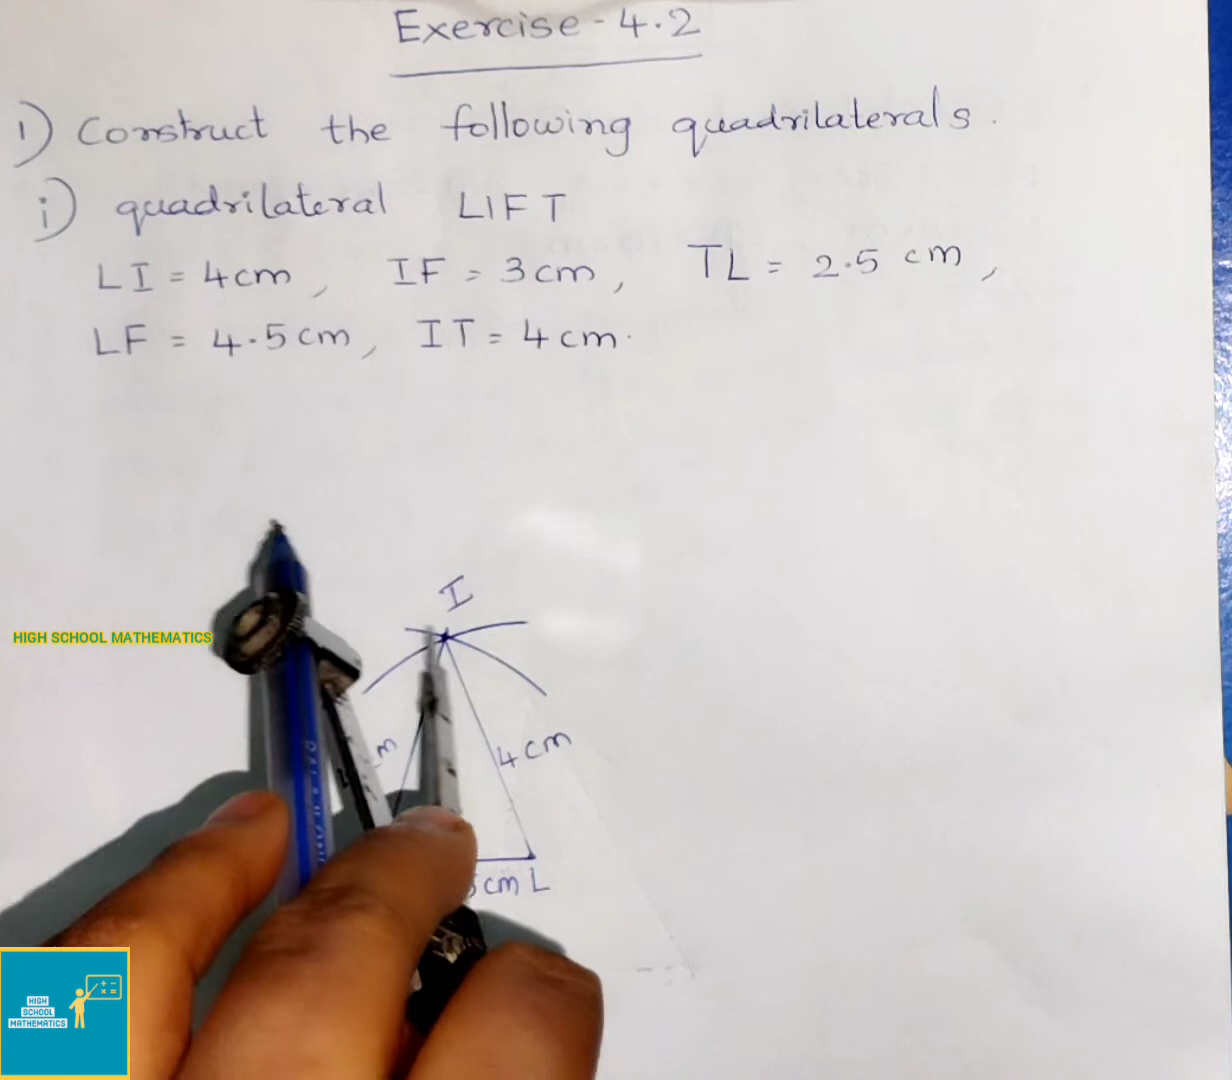 Exercise - 4.2
1) Construct the following quadrilaterals.
i) quadrilateral LIFT
LI = 4cm, IF = 3cm, TL = 2.5 cm,
LF = 4.5cm, IT = 4cm.
I
HIGH SCHOOL MATHEMATICS
4cm
cm L
HIGH
SCHOOL
MATHEMATICS